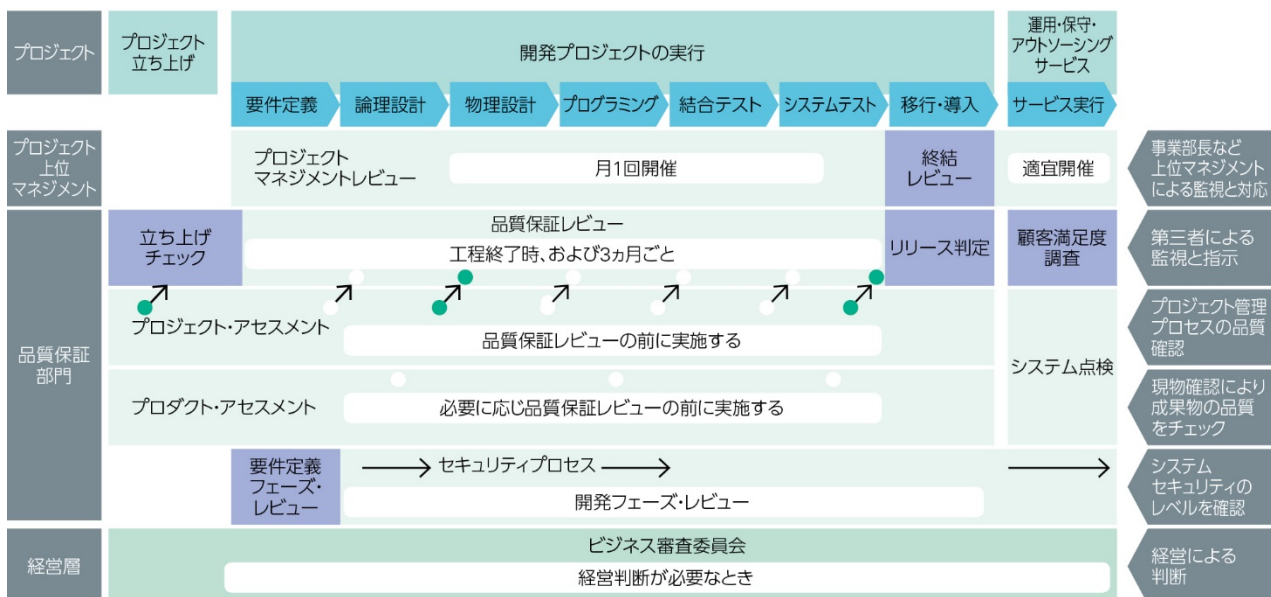 プロジェクト
プロジェクト
立ち上げ
開発プロジェクトの実行
運用・保守・
アウトソーシング
サービス
要件定義
論理設計
物理設計
プログラミング
結合テスト
システムテスト
移行・導入
サービス実行
プロジェクト
上位
マネジメント
プロジェクト
マネジメントレビュー
月1回開催
終結
レビュー
適宜開催
事業部長など
上位マネジメント
による監視と対応
品質保証
部門
立ち上げ
チェック
品質保証レビュー
工程終了時、および3ヵ月ごと
リリース判定
顧客満足度
調査
第三者による
監視と指示
プロジェクト・アセスメント
品質保証レビューの前に実施する
システム点検
プロジェクト管理
プロセスの品質
確認
プロダクト・アセスメント
必要に応じ品質保証レビューの前に実施する
現物確認により
成果物の品質
をチェック
要件定義
フェーズ・
レビュー
セキュリティプロセス
開発フェーズ・レビュー
システム
セキュリティの
レベルを確認
経営層
ビジネス審査委員会
経営判断が必要なとき
経営による
判断